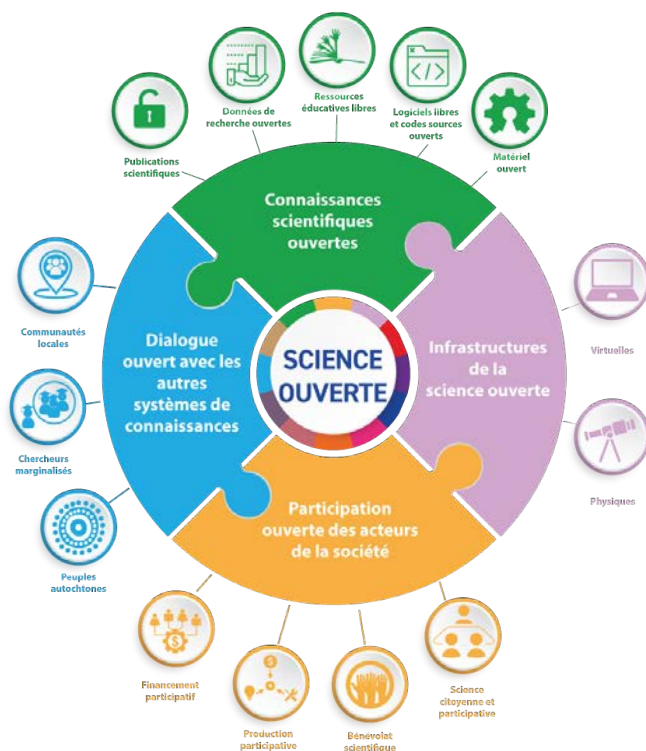 Publications
scientifiques
Données de
recherche ouvertes
Ressources
éducatives libres
Logiciels libres
et codes sources
ouverts
Matériel
ouvert
Connaissances
scientifiques
ouvertes
Communautés
locales
Chercheurs
marginalisés
Peuples
autochtones
Dialogue
ouvert avec les
autres
systèmes de
connaissances
SCIENCE
OUVERTE
Infrastructures
de la
science ouverte
Virtuelles
Physiques
Participation
ouverte des acteurs
de la société
Financement
participatif
Production
participative
Bénévolat
scientifique
Science
citoyenne et
participative